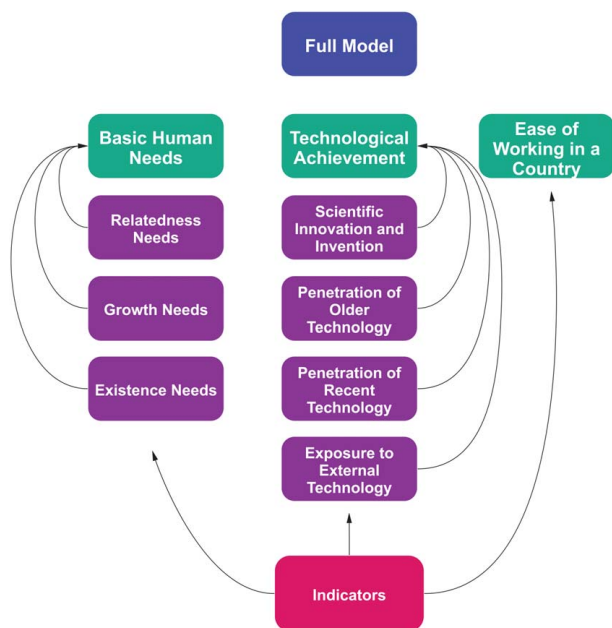 Full Model
Basic Human
Needs
Technological
Achievement
Ease of
Working in a
Country
Relatedness
Needs
Scientific
Innovation and
Invention
Growth Needs
Penetration of
Older
Technology
Existence Needs
Penetration of
Recent
Technology
Exposure to
External
Technology
Indicators